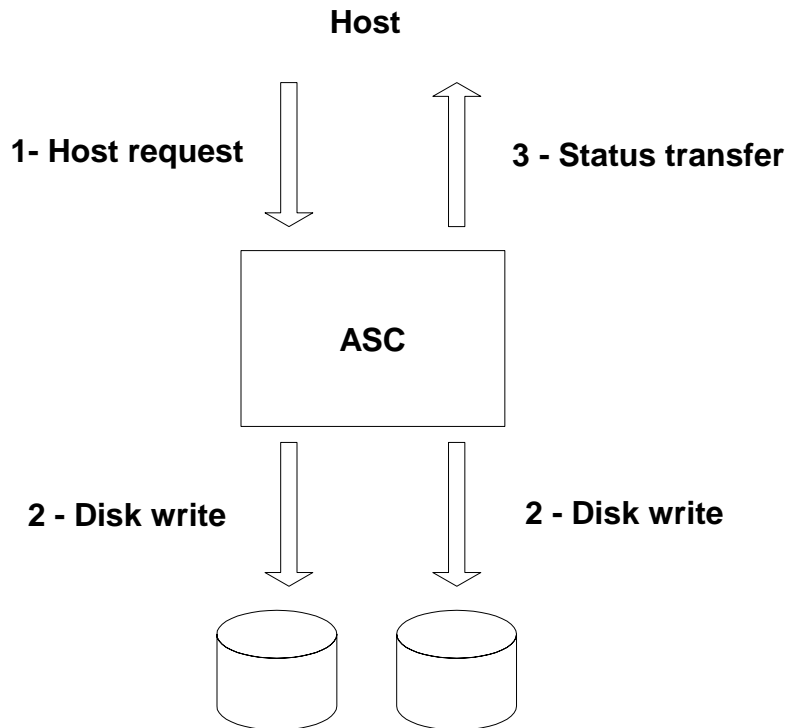 Host
1- Host request
3 - Status transfer
ASC
2 - Disk write
2 - Disk write